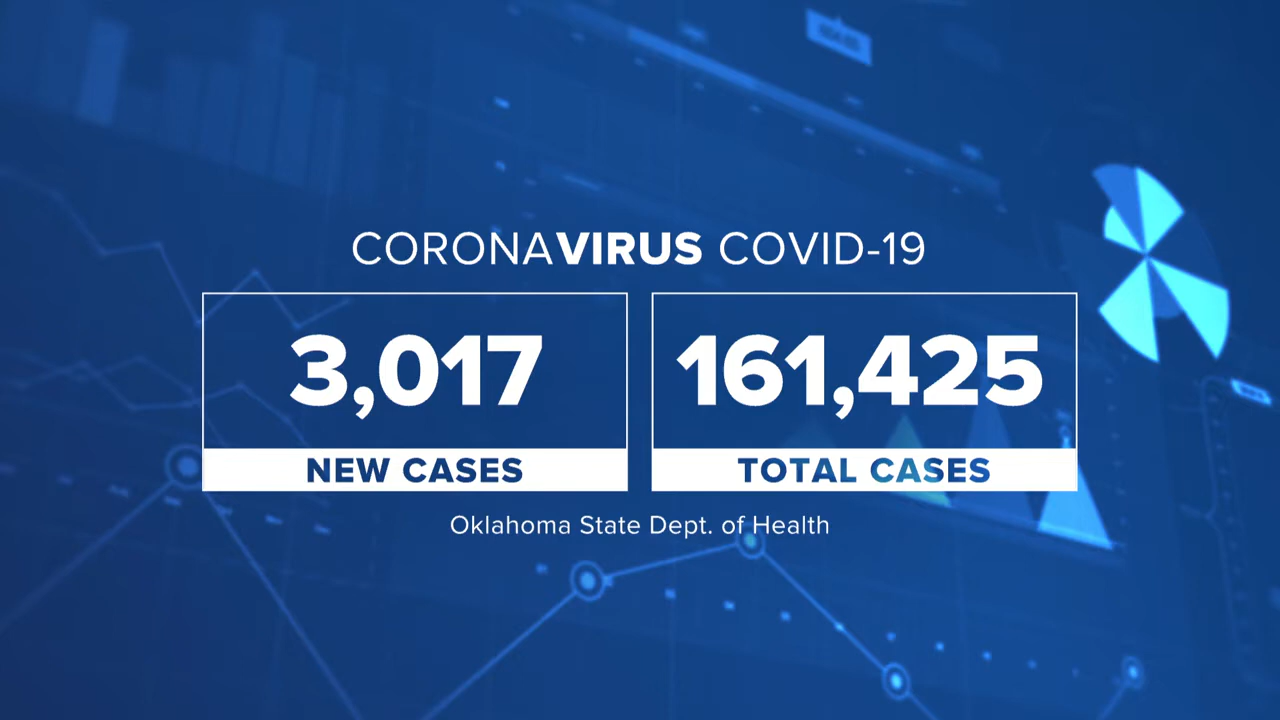 CORONAVIRUS COVID-19
3,017
161,425
NEW CASES
TOTAL CASES
Oklahoma State Dept. of Health